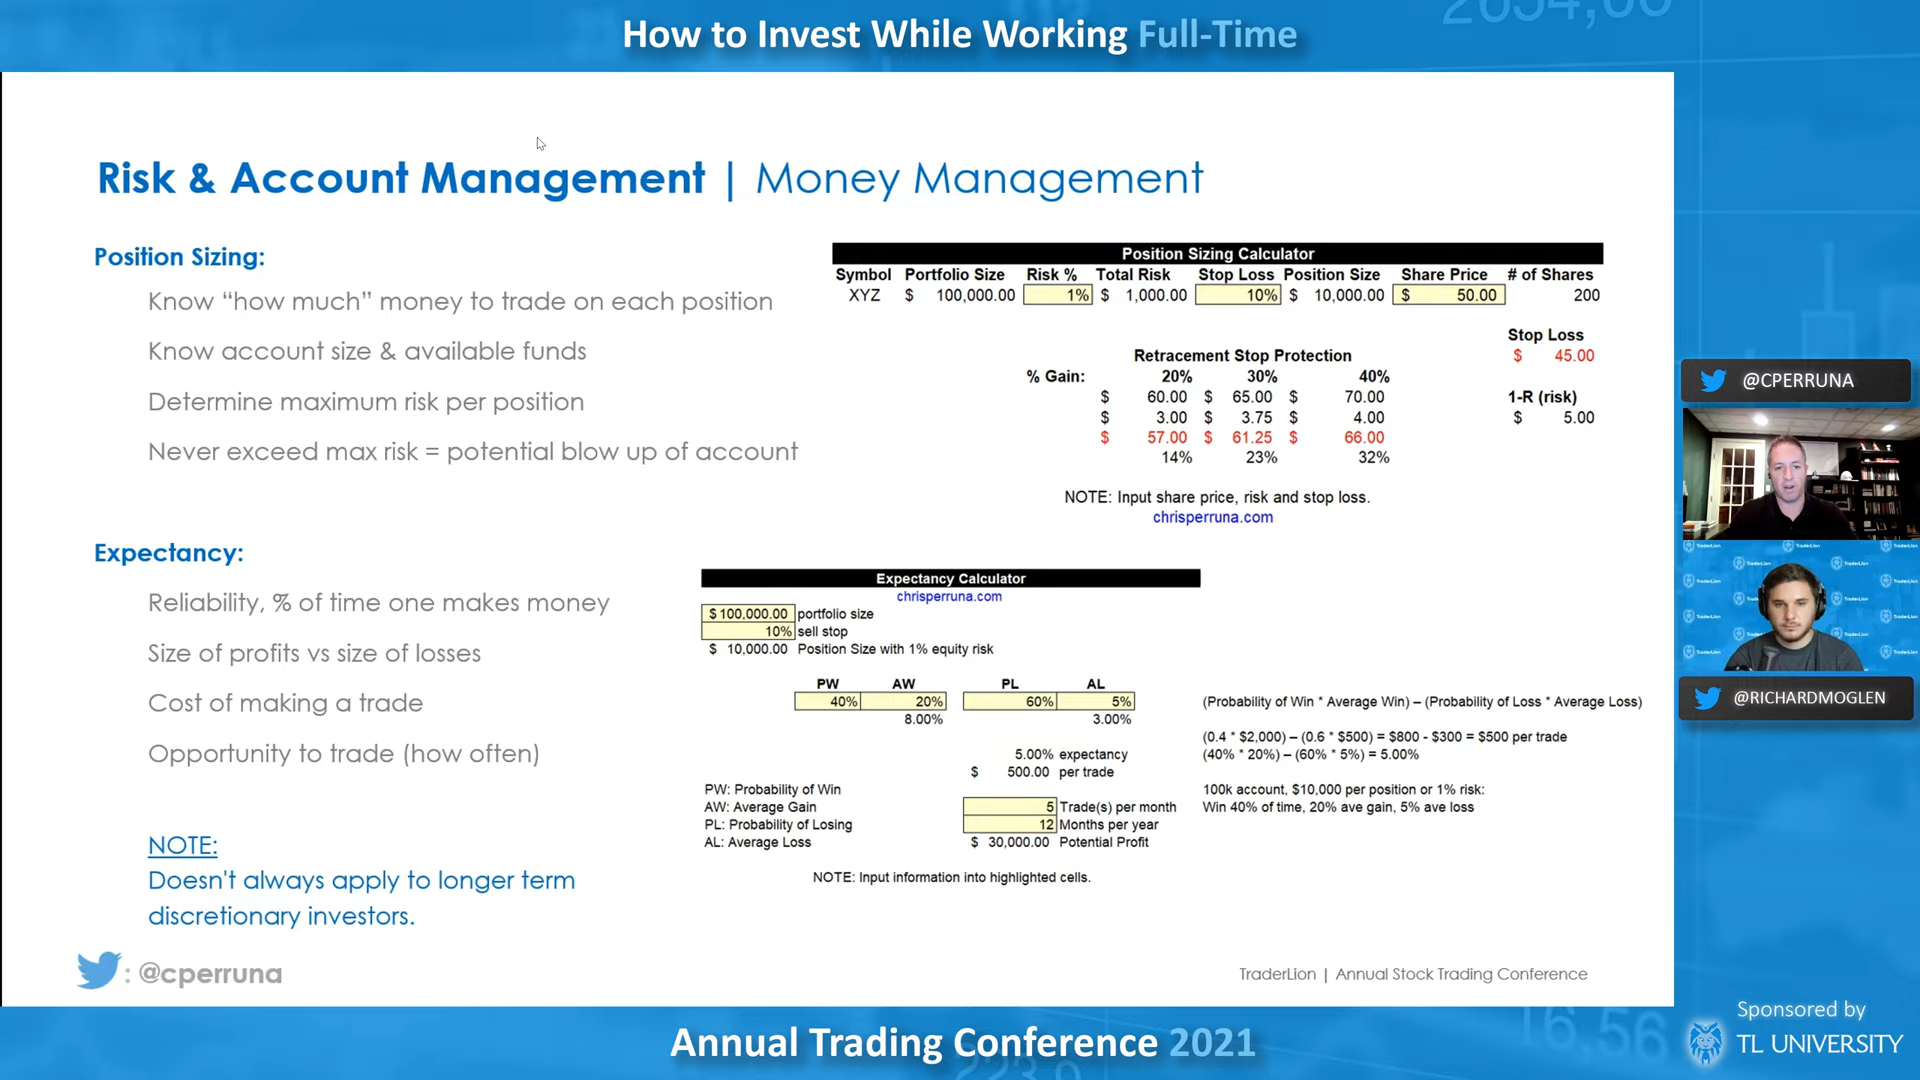 How to Invest While Working Full-Time
Risk & Account Management | Money Management
Position Sizing:
Know “how much” money to trade on each position
Know account size & available funds
Determine maximum risk per position
Never exceed max risk = potential blow up of account
Expectancy:
Reliability, % of time one makes money
Size of profits vs size of losses
Cost of making a trade
Opportunity to trade (how often)
NOTE:
Doesn't always apply to longer term
discretionary investors.
: @cperruna
Position Sizing Calculator
Symbol Portfolio Size Risk % Total Risk Stop Loss Position Size Share Price # of Shares
XYZ $ 100,000.00 1% $ 1,000.00 10% $ 10,000.00 $ 50.00 200
Stop Loss
$ 45.00
1-R (risk)
$ 5.00
Retracement Stop Protection
% Gain: 20% 30% 40%
$ 60.00 $ 65.00 $ 70.00
$ 3.00 $ 3.75 $ 4.00
$ 57.00 $ 61.25 $ 66.00
14% 23% 32%
NOTE: Input share price, risk and stop loss.
chrisperruna.com
Expectancy Calculator
chrisperruna.com
$ 100,000.00 portfolio size
10% sell stop
$ 10,000.00 Position Size with 1% equity risk
PW AW PL AL
40% 20% 60% 5%
8.00% 3.00%
5.00% expectancy
$ 500.00 per trade
PW: Probability of Win
AW: Average Gain
PL: Probability of Losing
AL: Average Loss
5 Trade(s) per month
12 Months per year
$ 30,000.00 Potential Profit
NOTE: Input information into highlighted cells.
(Probability of Win * Average Win) – (Probability of Loss * Average Loss)
(0.4 * $2,000) – (0.6 * $500) = $800 - $300 = $500 per trade
(40% * 20%) – (60% * 5%) = 5.00%
100k account, $10,000 per position or 1% risk:
Win 40% of time, 20% ave gain, 5% ave loss
TraderLion | Annual Stock Trading Conference
@CPERRUNA
TraderLion
@RICHARDMOGLEN
Annual Trading Conference 2021
Sponsored by
TL UNIVERSITY
16,56